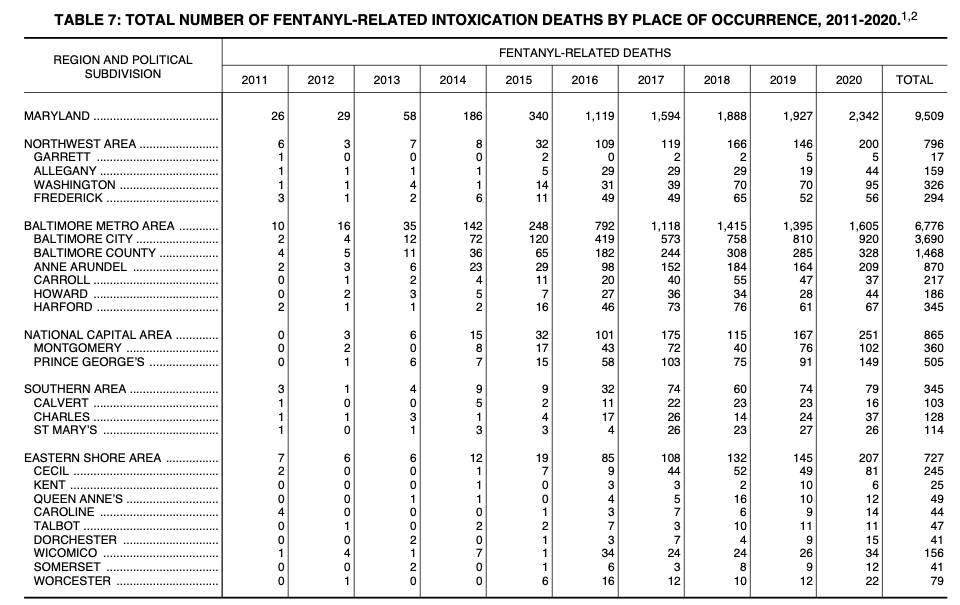 TABLE 7: TOTAL NUMBER OF FENTANYL-RELATED INTOXICATION DEATHS BY PLACE OF OCCURRENCE, 2011-2020.1,2
REGION AND POLITICAL SUBDIVISION
FENTANYL-RELATED DEATHS
2011 2012 2013 2014 2015 2016 2017 2018 2019 2020 TOTAL
MARYLAND ...................................... 26 29 58 186 340 1,119 1,594 1,888 1,927 2,342 9,509
NORTHWEST AREA ........................ 6 3 7 8 32 109 119 166 146 200 796
GARRETT ..................................... 1 0 0 0 2 0 2 2 5 5 17
ALLEGANY ..................................... 1 1 1 1 5 29 29 29 19 44 159
WASHINGTON .............................. 1 1 4 1 14 31 39 70 70 95 326
FREDERICK .................................. 3 1 2 6 11 49 49 65 52 56 294
BALTIMORE METRO AREA ............ 10 16 35 142 248 792 1,118 1,415 1,395 1,605 6,776
BALTIMORE CITY ......................... 2 4 12 72 120 419 573 758 810 920 3,690
BALTIMORE COUNTY .................. 4 5 11 36 65 182 244 308 285 328 1,468
ANNE ARUNDEL .......................... 2 3 6 23 29 98 152 184 164 209 870
CARROLL ...................................... 0 1 2 4 11 20 40 55 47 37 217
HOWARD ...................................... 0 2 3 5 7 27 36 34 28 44 186
HARFORD ..................................... 2 1 1 2 16 46 73 76 61 67 345
NATIONAL CAPITAL AREA ............. 0 3 6 15 32 101 175 115 167 251 865
MONTGOMERY ............................ 0 2 0 8 17 43 72 40 76 102 360
PRINCE GEORGE'S ..................... 0 1 6 7 15 58 103 75 91 149 505
SOUTHERN AREA ......................... 3 1 4 9 9 32 74 60 74 79 345
CALVERT ...................................... 1 0 0 5 2 11 22 23 23 16 103
CHARLES ..................................... 1 1 3 1 4 17 26 14 24 37 128
ST MARY'S ................................... 1 0 1 3 3 4 26 23 27 26 114
EASTERN SHORE AREA ................ 7 6 6 12 19 85 108 132 145 207 727
CECIL ............................................ 2 0 0 1 7 9 44 52 49 81 245
KENT ............................................. 0 0 0 1 0 3 3 2 10 6 25
QUEEN ANNE'S ............................ 0 0 1 1 0 4 5 16 10 12 49
CAROLINE .................................... 4 0 0 0 1 3 7 6 9 14 44
TALBOT ......................................... 0 1 0 2 2 7 3 10 11 11 47
DORCHESTER .............................. 0 0 2 0 1 3 7 4 9 15 41
WICOMICO .................................... 1 4 1 7 1 34 24 24 26 34 156
SOMERSET ................................... 0 0 2 0 1 6 3 8 9 12 41
WORCESTER ................................ 0 1 0 0 6 16 12 10 12 22 79